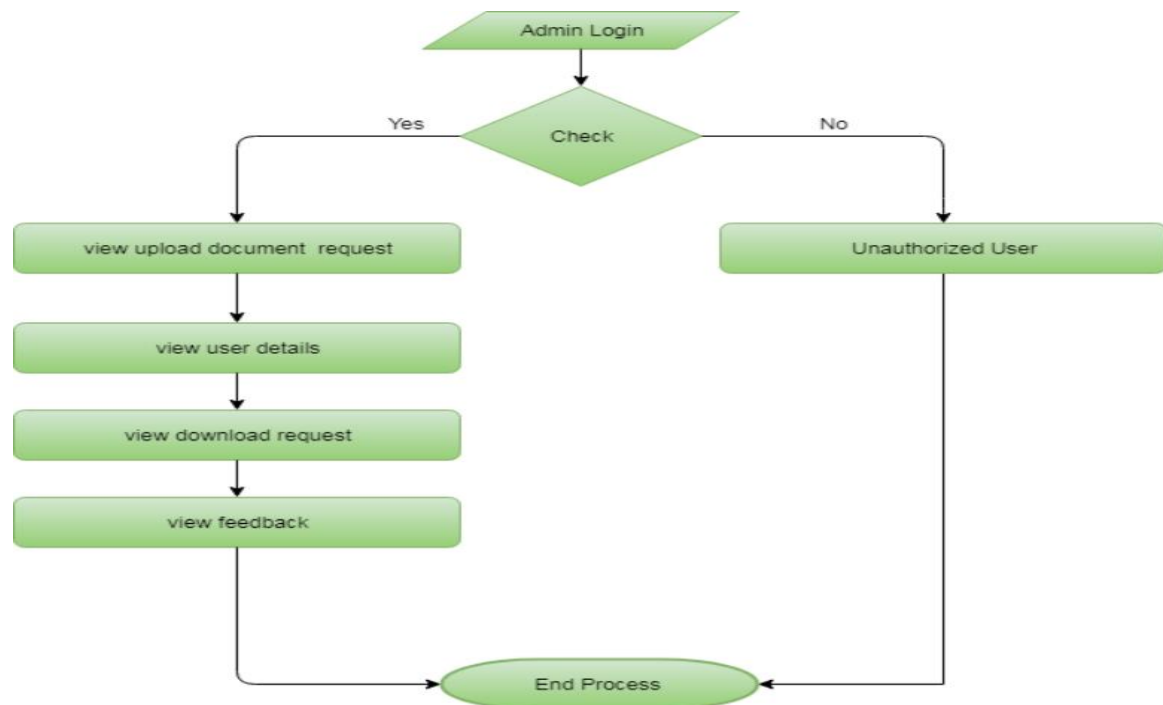 Admin Login
Check
Yes
No
view upload document  request
Unauthorized User
view user details
view download request
view feedback
End Process